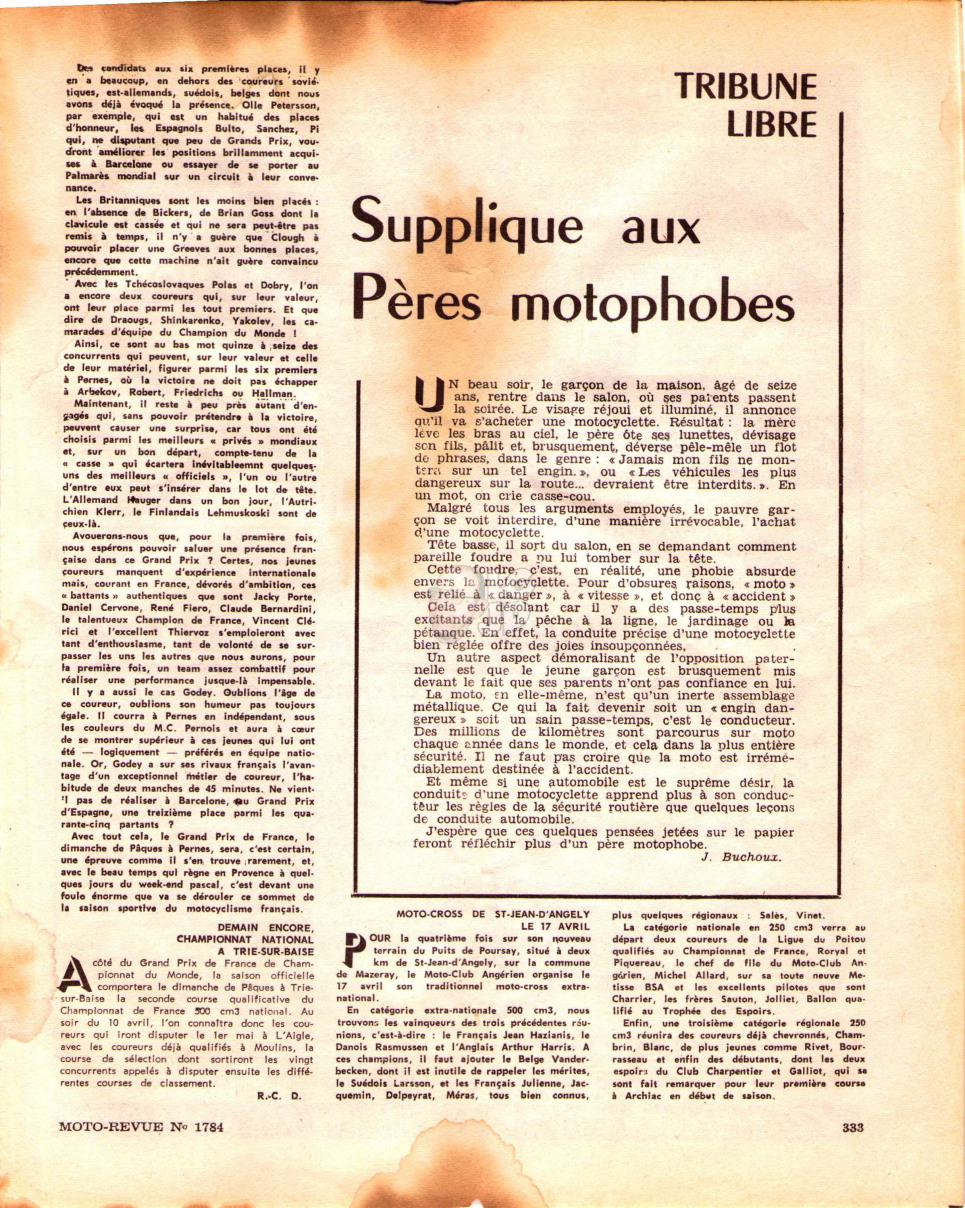 Des candidats aux six premières places, il y
en a beaucoup, en dehors des coureurs sovié-
tiques, est-allemands, suédois, belges dont nous
avons déjà évoqué la présence. Olle Petersson,
par exemple, qui est un habitué des places
d'honneur, les Espagnols Bulto, Sanchez, Pi
qui, ne disputant que peu de Grands Prix, vou-
dront améliorer les positions brillamment acqui-
ses à Barcelone ou essayer de se porter au
Palmarès mondial sur un circuit à leur conve-
nance.
Les Britanniques sont les moins bien placés :
en l'absence de Bickers, de Brian Goss dont la
clavicule est cassée et qui ne sera peut-être pas
remis à temps, il n'y a guère que Clough à
pouvoir placer une Greeves aux bonnes places,
encore que cette machine n'ait guère convaincu
précédemment.
Avec les Tchécoslovaques Polas et Dobry, l'on
a encore deux coureurs qui, sur leur valeur,
ont leur place parmi les tout premiers. Et que
dire de Draougs, Shinkarenko, Yakolev, les ca-
marades d'équipe du Champion du Monde !
Ainsi, ce sont au bas mot quinze à seize des
concurrents qui peuvent, sur leur valeur et celle
de leur matériel, figurer parmi les six premiers
à Pernes, où la victoire ne doit pas échapper
à Arbekov, Robert, Friedrichs ou Hallman.
Maintenant, il reste à peu près autant d'en-
gagés qui, sans pouvoir prétendre à la victoire,
peuvent causer une surprise, car tous ont été
choisis parmi les meilleurs « privés » mondiaux
et, sur un bon départ, compte-tenu de la
« casse » qui écartera inévitableemnt quelques-
uns des meilleurs « officiels », l'un ou l'autre
d'entre eux peut s'insérer dans le lot de tête.
L'Allemand Hauger dans un bon jour, l'Autri-
chien Klerr, le Finlandais Lehmuskoski sont de
ceux-là.
Avouerons-nous que, pour la première fois,
nous espérons pouvoir saluer une présence fran-
çaise dans ce Grand Prix ? Certes, nos jeunes
coureurs manquent d'expérience internationale
mais, courant en France, dévorés d'ambition, ces
« battants » authentiques que sont Jacky Porte,
Daniel Cervone, René Fiero, Claude Bernardini,
le talentueux Champion de France, Vincent Clé-
rici et l'excellent Thiervoz s'emploieront avec
tant d'enthousiasme, tant de volonté de se sur-
passer les uns les autres que nous aurons, pour
la première fois, un team assez combattif pour
réaliser une performance jusque-là impensable.
Il y a aussi le cas Godey. Oublions l'âge de
ce coureur, oublions son humeur pas toujours
égale. Il courra à Pernes en indépendant, sous
les couleurs du M.C. Pernois et aura à cœur
de se montrer supérieur à ces jeunes qui lui ont
été — logiquement — préférés en équipe natio-
nale. Or, Godey a sur ses rivaux français l'avan-
tage d'un exceptionnel métier de coureur, l'ha-
bitude de deux manches de 45 minutes. Ne vient-
'l pas de réaliser à Barcelone, au Grand Prix
d'Espagne, une treizième place parmi les qua-
rante-cinq partants ?
Avec tout cela, le Grand Prix de France, le
dimanche de Pâques à Pernes, sera, c'est certain,
une épreuve comme il s'en trouve rarement, et,
avec le beau temps qui règne en Provence à quel-
ques jours du week-end pascal, c'est devant une
foule énorme que va se dérouler ce sommet de
la saison sportive du motocyclisme français.
DEMAIN ENCORE,
CHAMPIONNAT NATIONAL
A TRIE-SUR-BAISE
A côté du Grand Prix de France de Cham-
pionnat du Monde, la saison officielle
comportera le dimanche de Pâques à Trie-
sur-Baise la seconde course qualificative du
Championnat de France 500 cm3 national. Au
soir du 10 avril, l'on connaîtra donc les cou-
reurs qui iront disputer le 1er mai à L'Aigle,
avec les coureurs déjà qualifiés à Moulins, la
course de sélection dont sortiront les vingt
concurrents appelés à disputer ensuite les diffé-
rentes courses de classement.
R.-C. D.
TRIBUNE
LIBRE
Supplique aux
Pères motophobes
UN beau soir, le garçon de la maison, âgé de seize
ans, rentre dans le salon, où ses parents passent
la soirée. Le visage réjoui et illuminé, il annonce
qu'il va s'acheter une motocyclette. Résultat : la mère
lève les bras au ciel, le père ôte ses lunettes, dévisage
son fils, pâlit et, brusquement, déverse pêle-mêle un flot
de phrases, dans le genre : « Jamais mon fils ne mon-
tera sur un tel engin. », ou « Les véhicules les plus
dangereux sur la route... devraient être interdits. ». En
un mot, on crie casse-cou.
Malgré tous les arguments employés, le pauvre gar-
çon se voit interdire, d'une manière irrévocable, l'achat
d'une motocyclette.
Tête basse, il sort du salon, en se demandant comment
pareille foudre a pu lui tomber sur la tête.
Cette foudre, c'est, en réalité, une phobie absurde
envers la motocyclette. Pour d'obsures raisons, « moto »
est relié à « danger », à « vitesse », et donc à « accident »
Cela est désolant car il y a des passe-temps plus
excitants que la pêche à la ligne, le jardinage ou la
pétanque. En effet, la conduite précise d'une motocyclette
bien réglée offre des joies insoupçonnées,
Un autre aspect démoralisant de l'opposition pater-
nelle est que le jeune garçon est brusquement mis
devant le fait que ses parents n'ont pas confiance en lui.
La moto, en elle-même, n'est qu'un inerte assemblage
métallique. Ce qui la fait devenir soit un « engin dan-
gereux » soit un sain passe-temps, c'est le conducteur.
Des millions de kilomètres sont parcourus sur moto
chaque année dans le monde, et cela dans la plus entière
sécurité. Il ne faut pas croire que la moto est irrémé-
diablement destinée à l'accident.
Et même si une automobile est le suprême désir, la
conduite d'une motocyclette apprend plus à son conduc-
teur les règles de la sécurité routière que quelques leçons
de conduite automobile.
J'espère que ces quelques pensées jetées sur le papier
feront réfléchir plus d'un père motophobe.
J. Buchoux.
MOTO-CROSS DE ST-JEAN-D'ANGELY
LE 17 AVRIL
POUR la quatrième fois sur son nouveau
terrain du Puits de Poursay, situé à deux
km de St-Jean-d'Angely, sur la commune
de Mazeray, le Moto-Club Angérien organise le
17 avril son traditionnel moto-cross extra-
national.
En catégorie extra-nationale 500 cm3, nous
trouvons les vainqueurs des trois précédentes réu-
nions, c'est-à-dire : le Français Jean Hazianis, le
Danois Rasmussen et l'Anglais Arthur Harris. A
ces champions, il faut ajouter le Belge Vander-
becken, dont il est inutile de rappeler les mérites,
le Suédois Larsson, et les Français Julienne, Jac-
quemin, Delpeyrat, Méras, tous bien connus,
plus quelques régionaux : Salès, Vinet.
La catégorie nationale en 250 cm3 verra au
départ deux coureurs de la Ligue du Poitou
qualifiés au Championnat de France, Roryal et
Piquereau, le chef de file du Moto-Club An-
gérien, Michel Allard, sur sa toute neuve Me-
tisse BSA et les excellents pilotes que sont
Charrier, les frères Sauton, Jolliet, Ballon qua-
lifié au Trophée des Espoirs.
Enfin, une troisième catégorie régionale 250
cm3 réunira des coureurs déjà chevronnés, Cham-
brin, Blanc, de plus jeunes comme Rivet, Bour-
rasseau et enfin des débutants, dont les deux
espoirs du Club Charpentier et Galliot, qui se
sont fait remarquer pour leur première course
à Archiac en début de saison.
MOTO-REVUE No 1784
333